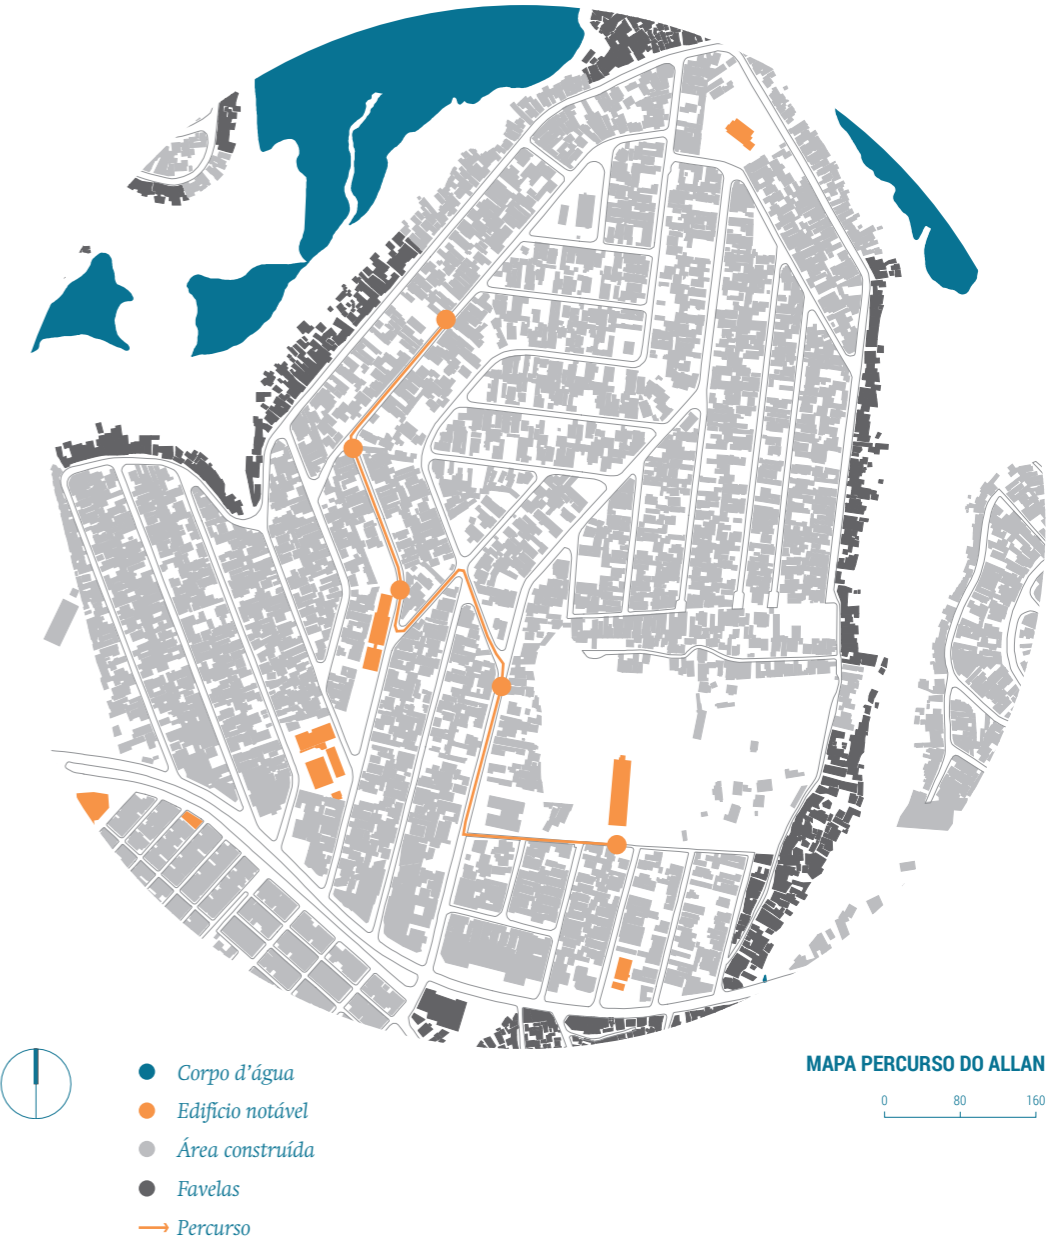 MAPA PERCURSO DO ALLAN
0 80 160
Corpo d'água
Edifício notável
Área construída
Favelas
Percurso